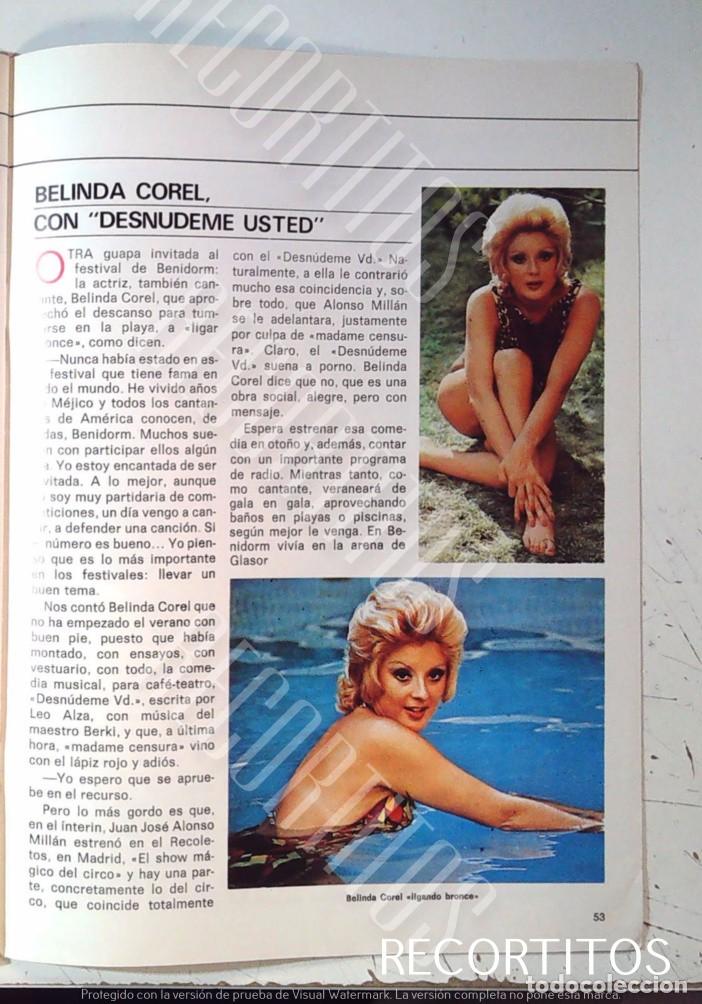 BELINDA COREL,
CON "DESNUDEME USTED"
OTRA guapa invitada al
festival de Benidorm:
la actriz, también can-
nte, Belinda Corel, que apro-
chó el descanso para tum-
rse en la playa, a «ligar
once», como dicen.
—Nunca había estado en es-
festival que tiene fama en
do el mundo. He vivido años
Méjico y todos los cantan-
s de América conocen, de
das, Benidorm. Muchos sue-
n con participar ellos algún
a. Yo estoy encantada de ser
vitada. A lo mejor, aunque
soy muy partidaria de com-
ticiones, un día vengo a can-
r, a defender una canción. Si
número es bueno... Yo pien-
so que es lo más importante
en los festivales: llevar un
buen tema.
Nos contó Belinda Corel que
no ha empezado el verano con
buen pie, puesto que había
montado, con ensayos, con
vestuario, con todo, la come-
dia musical, para café-teatro,
«Desnúdeme Vd.», escrita por
Leo Alza, con música del
maestro Berki, y que, a última
hora, «madame censura» vino
con el lápiz rojo y adiós.
—Yo espero que se aprue-
be en el recurso.
Pero lo más gordo es que,
en el ínterin, Juan José Alonso
Millán estrenó en el Recole-
tos, en Madrid, «El show má-
gico del circo» y hay una par-
te, concretamente lo del cir-
co, que coincide totalmente
con el «Desnúdeme Vd.» Na-
turalmente, a ella le contrarió
mucho esa coincidencia y, so-
bre todo, que Alonso Millán
se le adelantara, justamente
por culpa de «madame censu-
ra». Claro, el «Desnúdeme
Vd.» suena a porno. Belinda
Corel dice que no, que es una
obra social, alegre, pero con
mensaje.
Espera estrenar esa come-
dia en otoño y, además, contar
con un importante programa
de radio. Mientras tanto, co-
mo cantante, veraneará de
gala en gala, aprovechando
baños en playas o piscinas,
según mejor le venga. En Be-
nidorm vivía en la arena de
Glasor
Belinda Corel «ligando bronce»
53
RECORTITOS
todocoleccion
Protegido con la versión de prueba de Visual Watermark. La versión completa no pone esta marca.
RECORTITOS
RECORTITOS
RECORTITOS